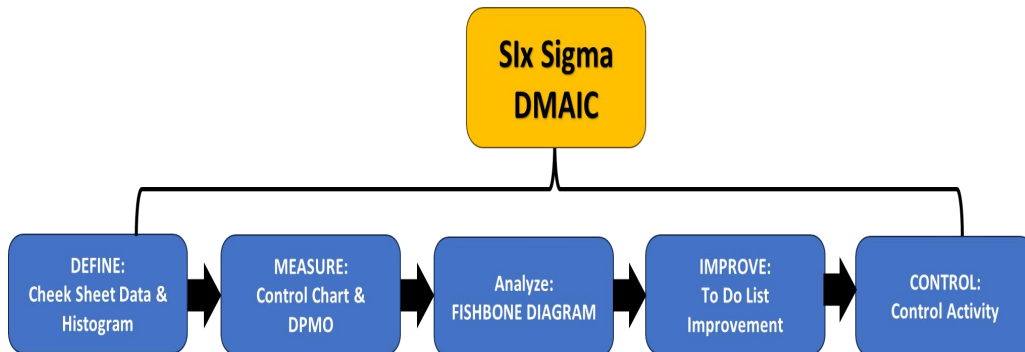 SIx Sigma
DMAIC
DEFINE:
Cheek Sheet Data &
Histogram
MEASURE:
Control Chart &
DPMO
Analyze:
FISHBONE DIAGRAM
IMPROVE:
To Do List
Improvement
CONTROL:
Control Activity